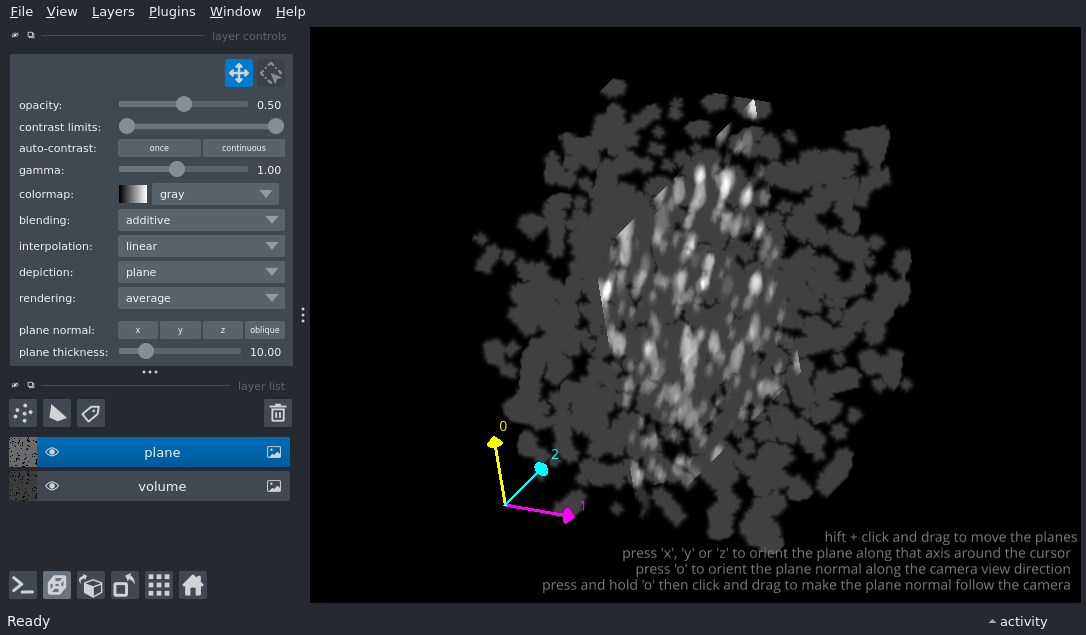 File View Layers Plugins Window Help
layer controls
opacity: 0.50
contrast limits:
auto-contrast: once continuous
gamma: 1.00
colormap: gray
blending: additive
interpolation: linear
depiction: plane
rendering: average
plane normal: x y z oblique
plane thickness: 10.00
layer list
plane
volume
0
2
1
hift + click and drag to move the planes
press 'x', 'y' or 'z' to orient the plane along that axis around the cursor
press 'o' to orient the plane normal along the camera view direction
press and hold 'o' then click and drag to make the plane normal follow the camera
Ready
activity